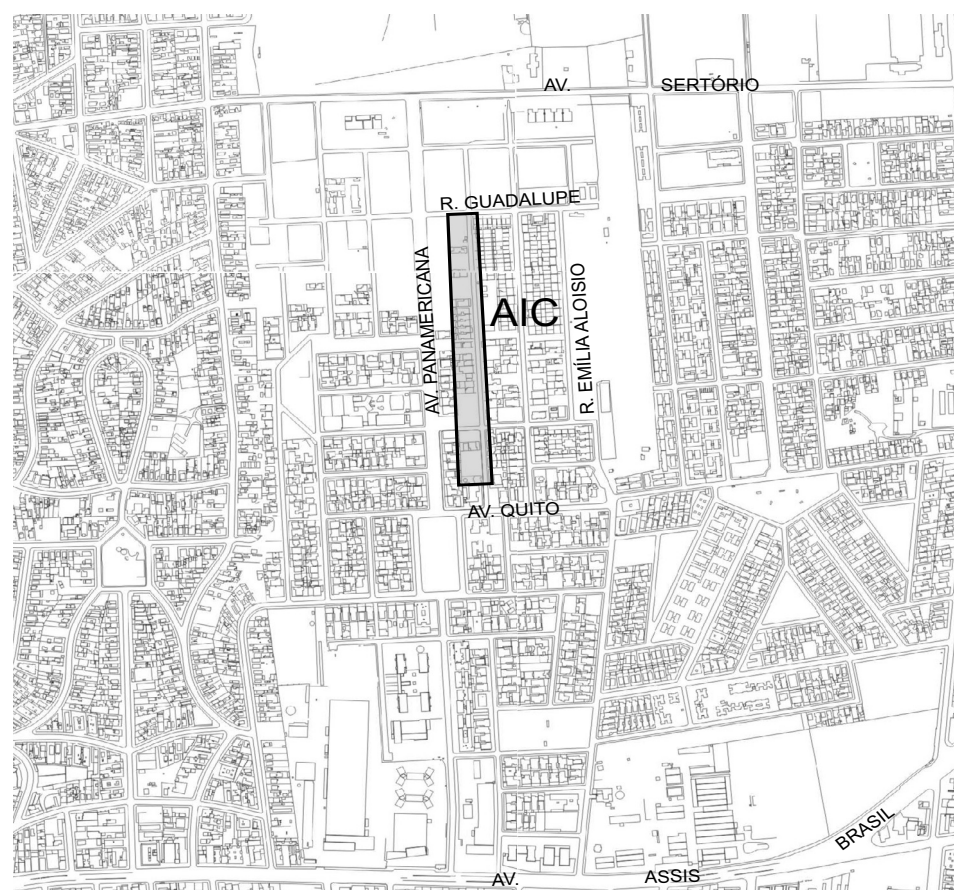 AV. SERTÓRIO
R. GUADALUPE
AV. PANAMERICANA
AIC
R. EMÍLIA ALOISIO
AV. QUITO
AV. ASSIS BRASIL